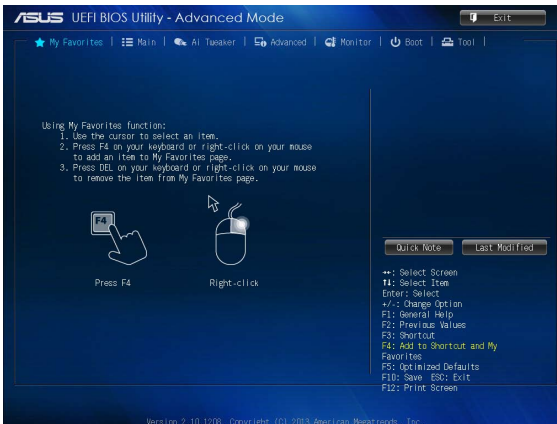 ASUS UEFI BIOS Utility - Advanced Mode
Exit
My Favorites | Main | Ai Tweaker | Advanced | Monitor | Boot | Tool |
Using My Favorites function:
1. Use the cursor to select an item.
2. Press F4 on your keyboard or right-click on your mouse
to add an item to My Favorites page.
3. Press DEL on your keyboard or right-click on your mouse
to remove the item from My Favorites page.
F4
Press F4
Right-click
Quick Note
Last Modified
→←: Select Screen
↑↓: Select Item
Enter: Select
+/-: Change Option
F1: General Help
F2: Previous Values
F3: Shortcut
F4: Add to Shortcut and My
Favorites
F5: Optimized Defaults
F10: Save ESC: Exit
F12: Print Screen
Version 2.10.1208. Copyright (C) 2013 American Megatrends, Inc.